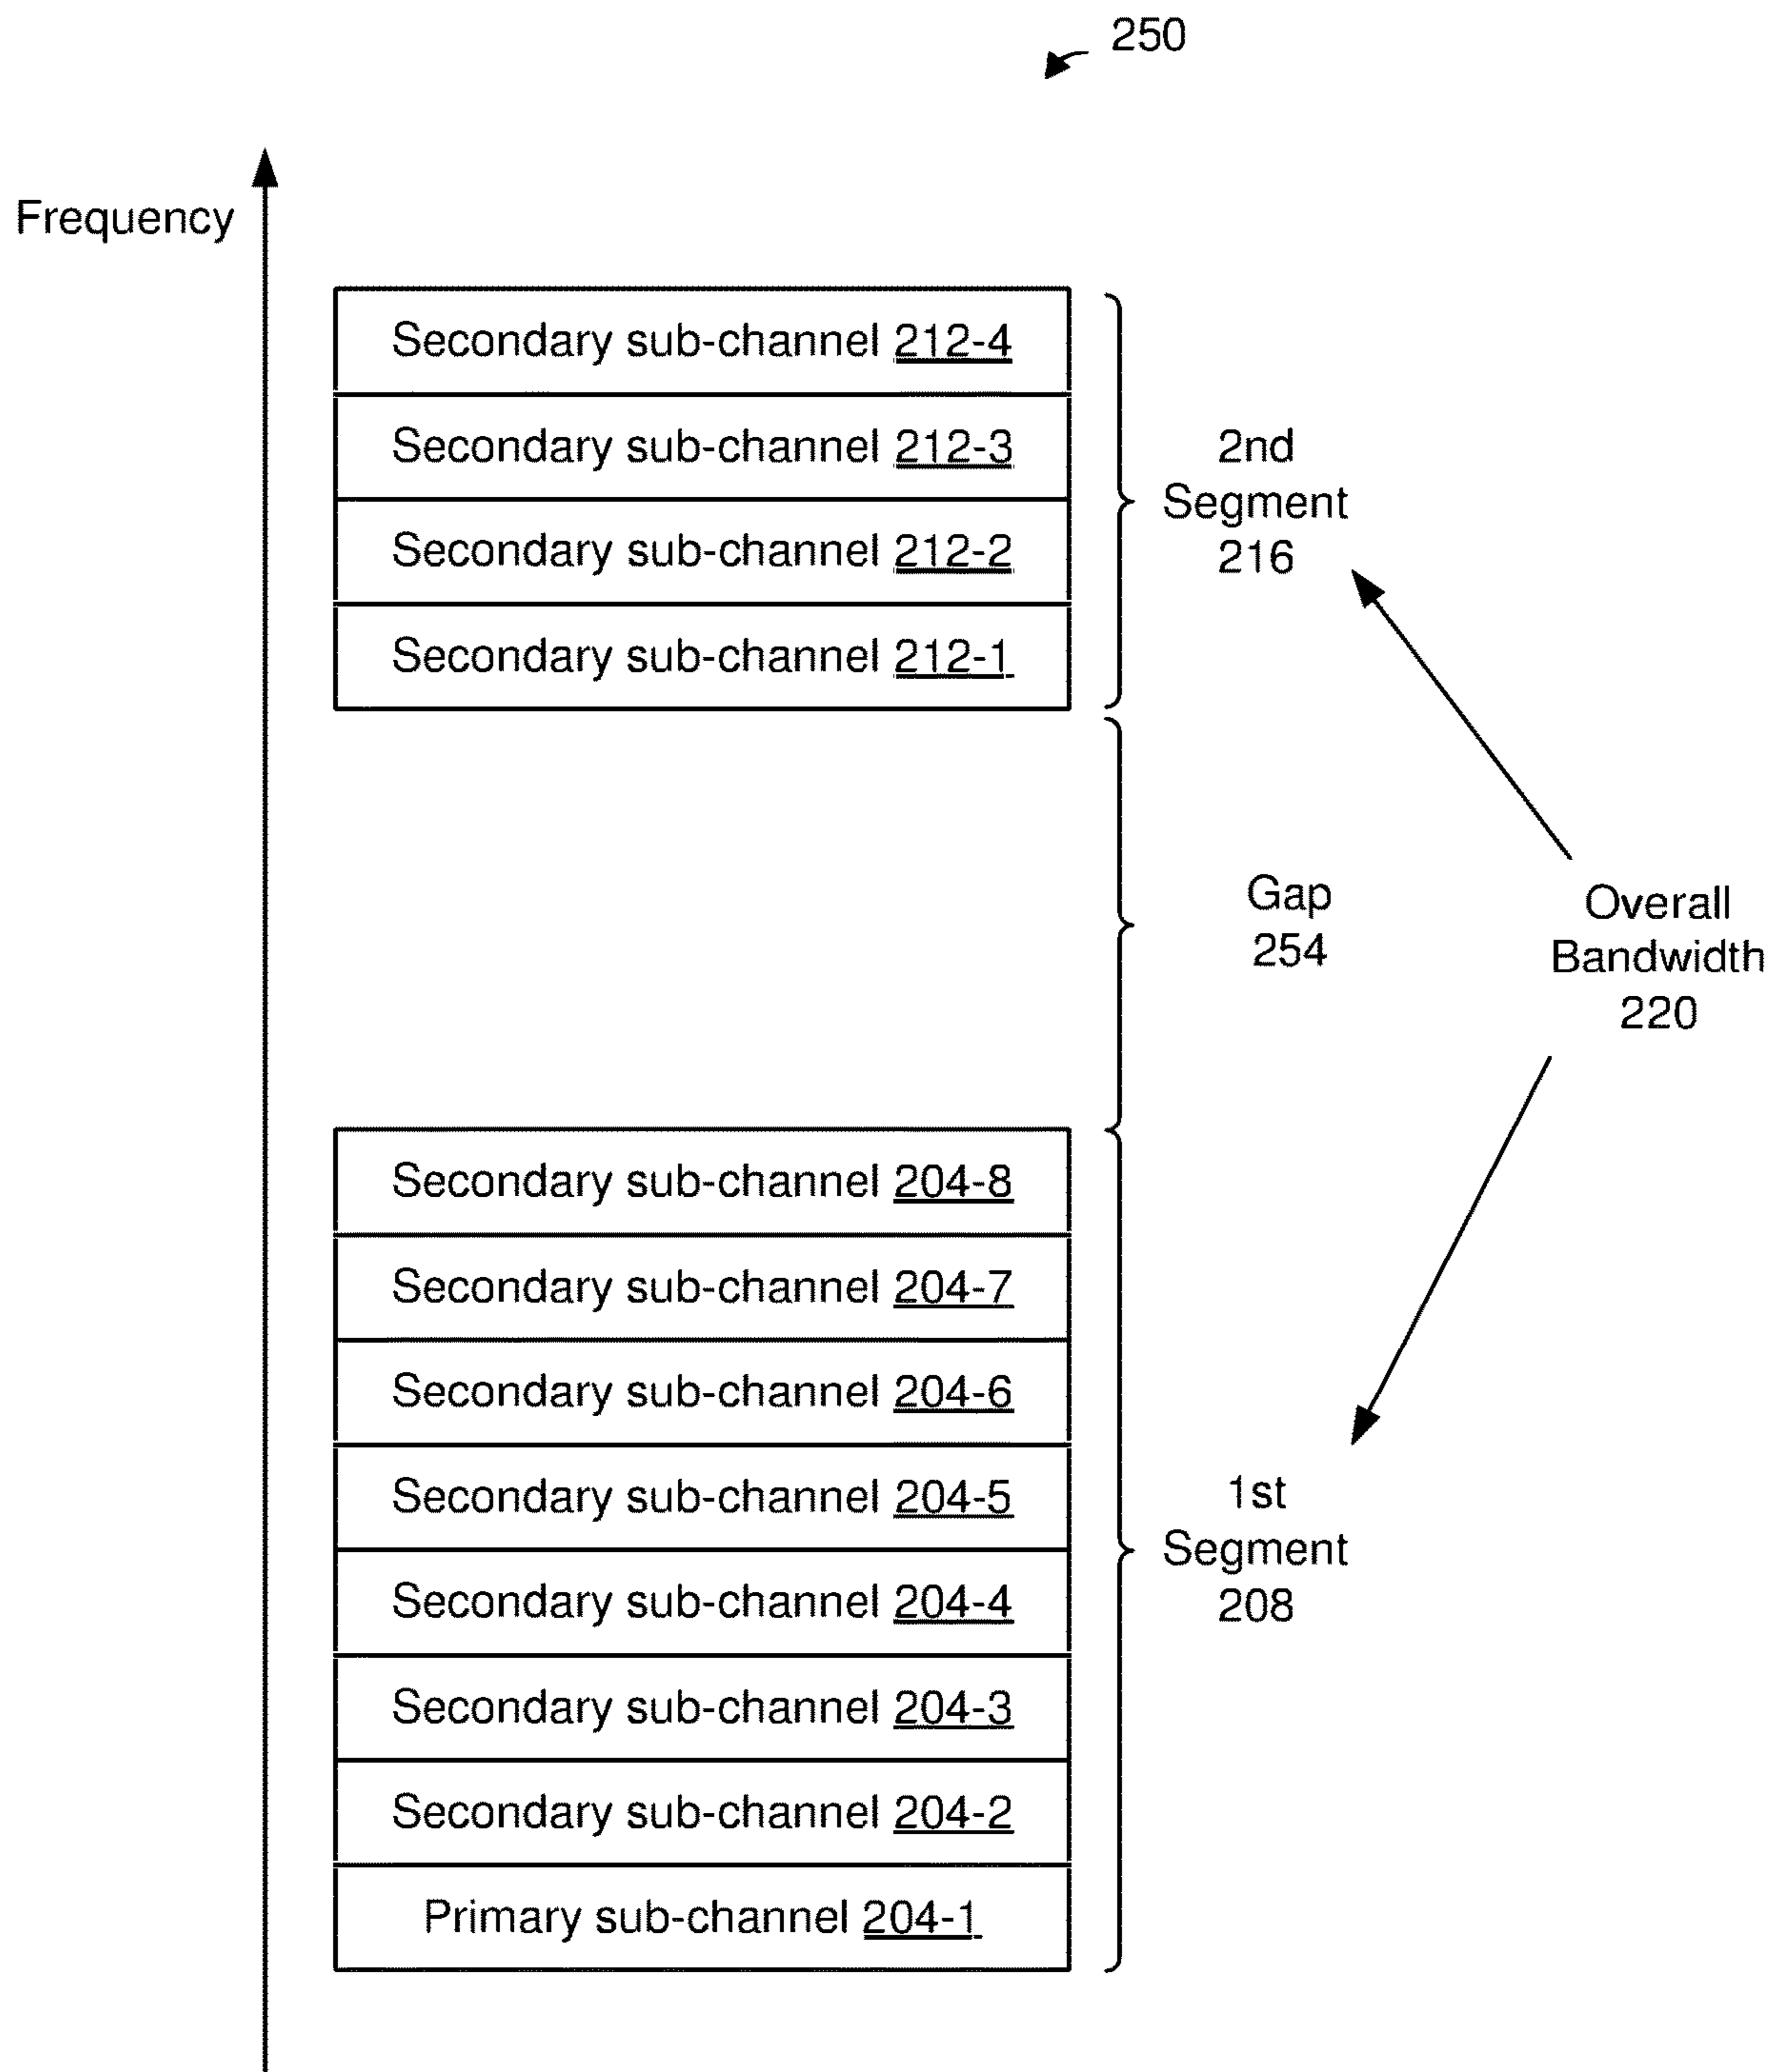 250
Frequency
Secondary sub-channel 212-4
Secondary sub-channel 212-3
Secondary sub-channel 212-2
Secondary sub-channel 212-1
2nd
Segment
216
Gap
254
Overall
Bandwidth
220
Secondary sub-channel 204-8
Secondary sub-channel 204-7
Secondary sub-channel 204-6
Secondary sub-channel 204-5
Secondary sub-channel 204-4
Secondary sub-channel 204-3
Secondary sub-channel 204-2
Primary sub-channel 204-1
1st
Segment
208